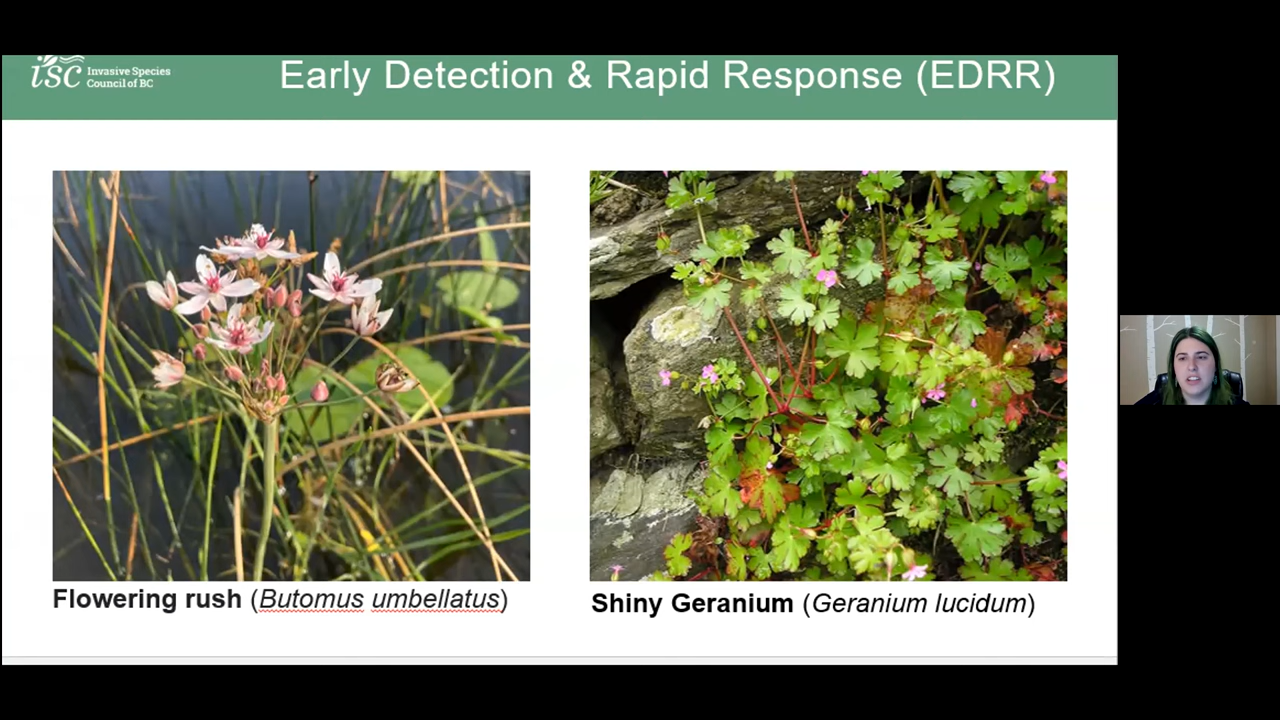 isc Invasive Species
Council of BC
Early Detection & Rapid Response (EDRR)
Flowering rush (Butomus umbellatus)
Shiny Geranium (Geranium lucidum)